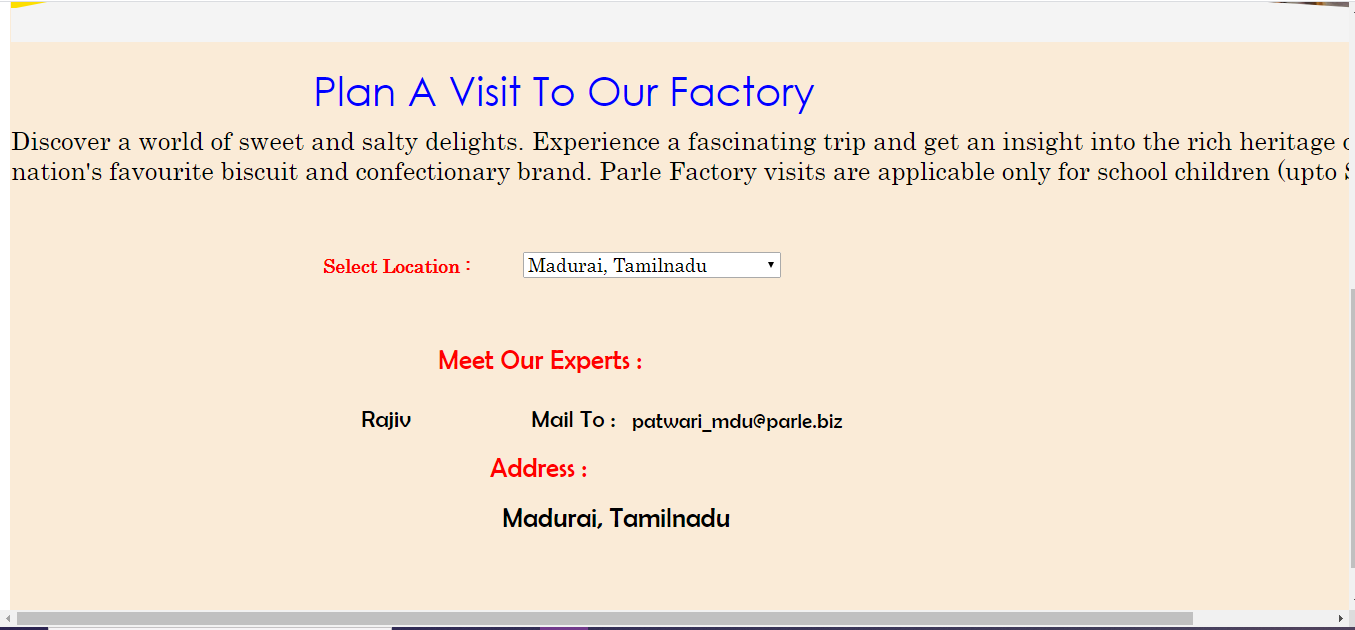 Plan A Visit To Our Factory
Discover a world of sweet and salty delights. Experience a fascinating trip and get an insight into the rich heritage
nation's favourite biscuit and confectionary brand. Parle Factory visits are applicable only for school children (upto
Select Location :
Madurai, Tamilnadu
Meet Our Experts :
Rajiv Mail To : patwari_mdu@parle.biz
Address :
Madurai, Tamilnadu